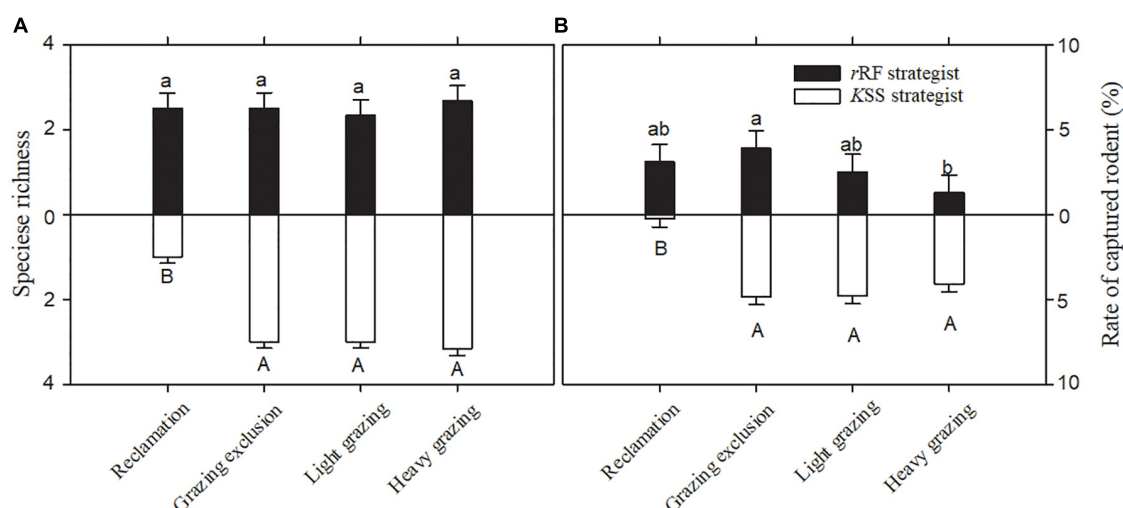 A
B
4
2
0
2
4
Speciese richness
a
a
a
a
B
A
A
A
Reclamation
Grazing exclusion
Light grazing
Heavy grazing
rRF strategist
KSS strategist
ab
a
ab
b
B
A
A
A
10
5
0
5
10
Rate of captured rodent (%)
Reclamation
Grazing exclusion
Light grazing
Heavy grazing